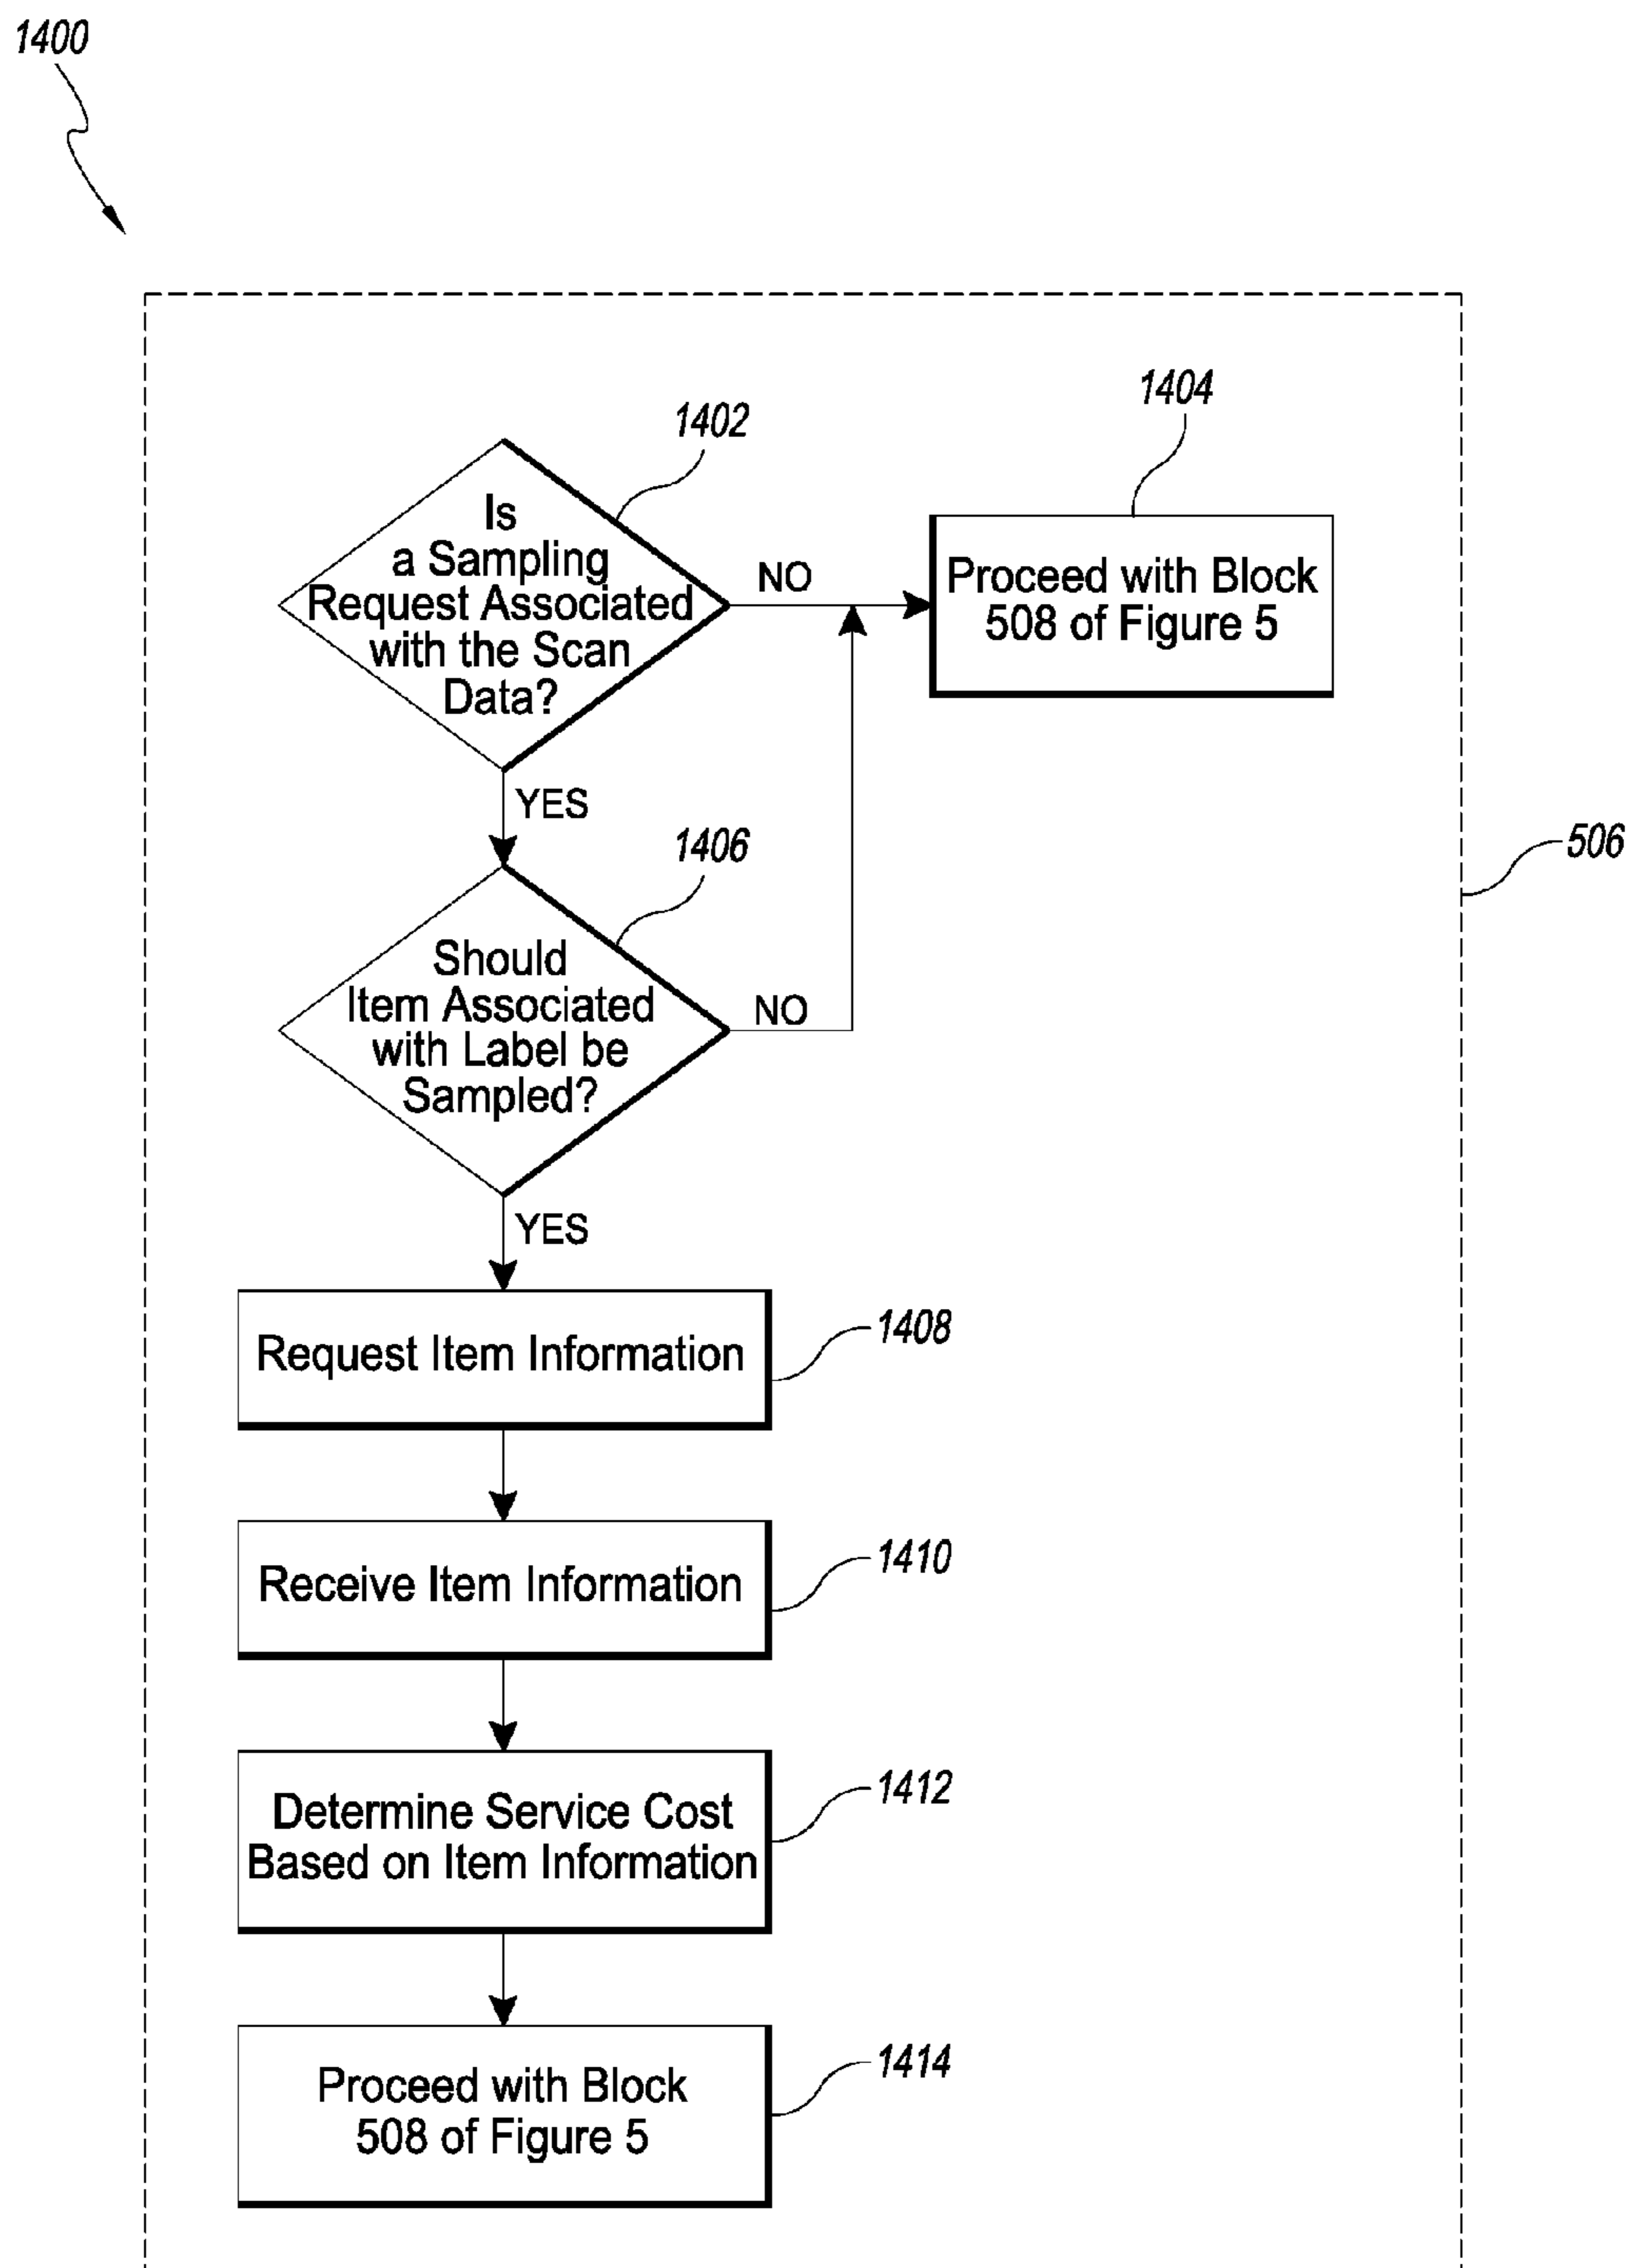 1400
1402
1404
Is
a Sampling
Request Associated
with the Scan
Data?
NO
Proceed with Block
508 of Figure 5
YES
1406
506
Should
Item Associated
with Label be
Sampled?
NO
YES
Request Item Information
1408
Receive Item Information
1410
Determine Service Cost
Based on Item Information
1412
Proceed with Block
508 of Figure 5
1414